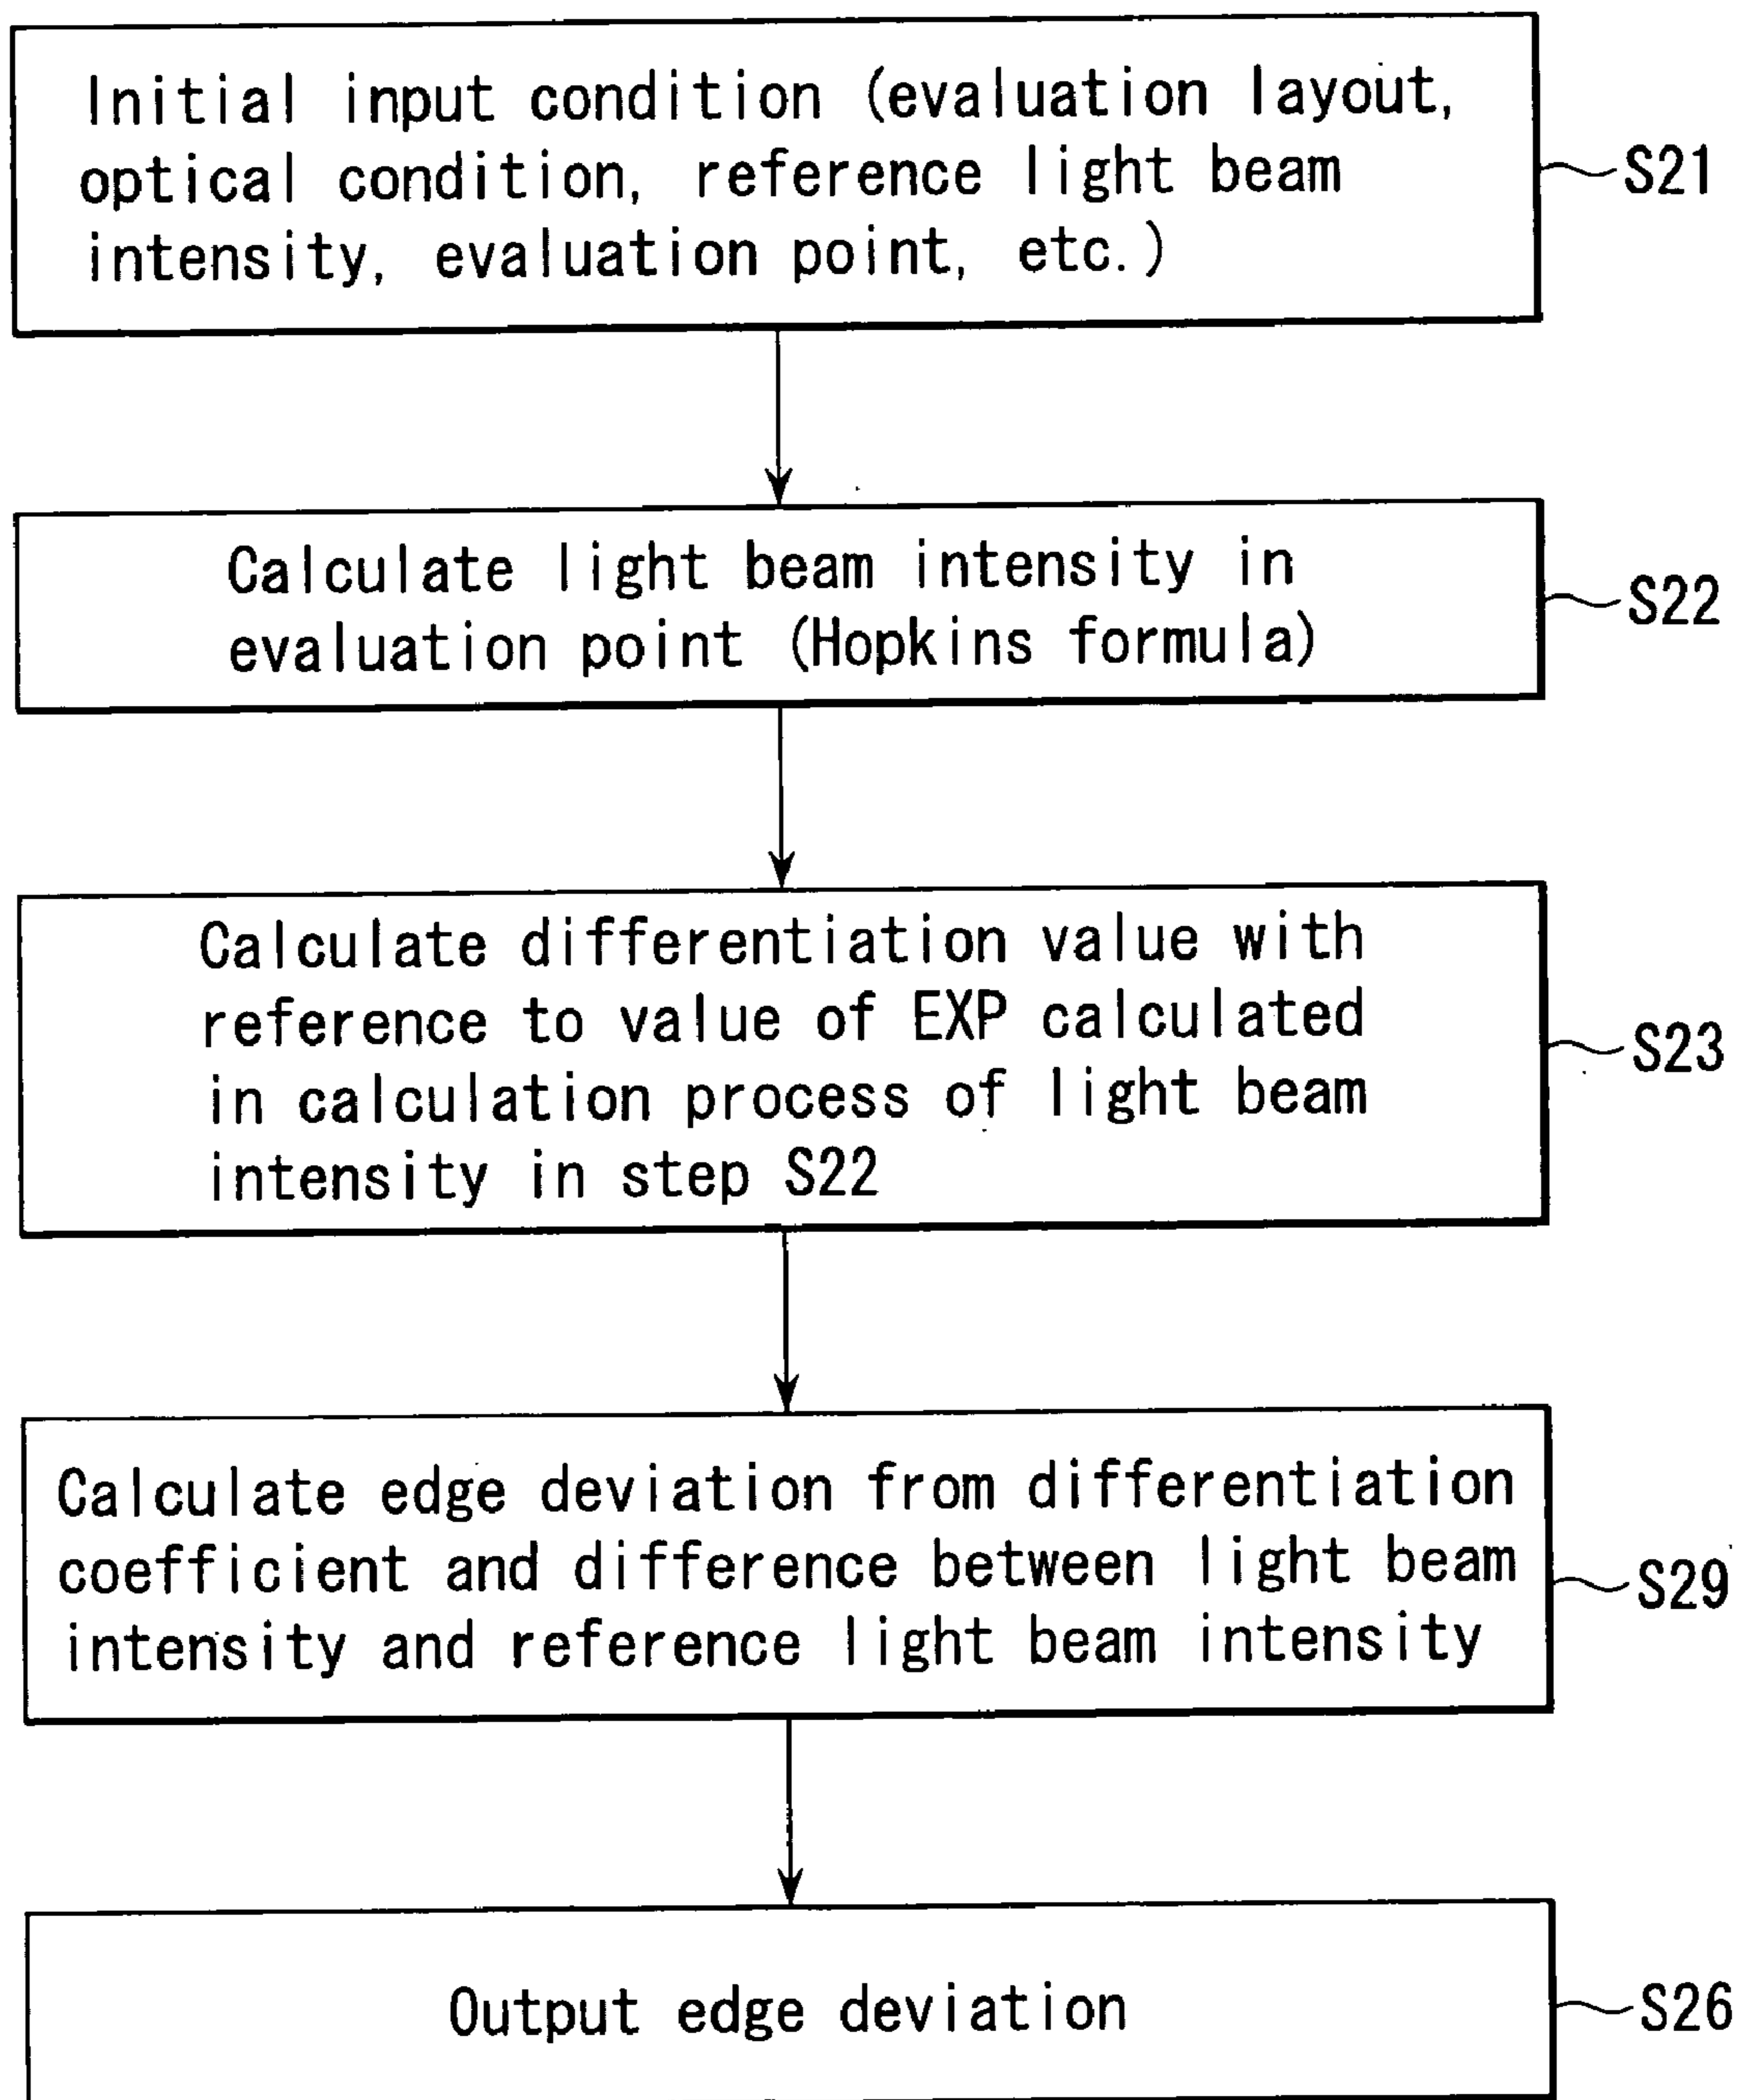 Initial input condition (evaluation layout,
optical condition, reference light beam
intensity, evaluation point, etc.)
S21
Calculate light beam intensity in
evaluation point (Hopkins formula)
S22
Calculate differentiation value with
reference to value of EXP calculated
in calculation process of light beam
intensity in step S22
S23
Calculate edge deviation from differentiation
coefficient and difference between light beam
intensity and reference light beam intensity
S29
Output edge deviation
S26